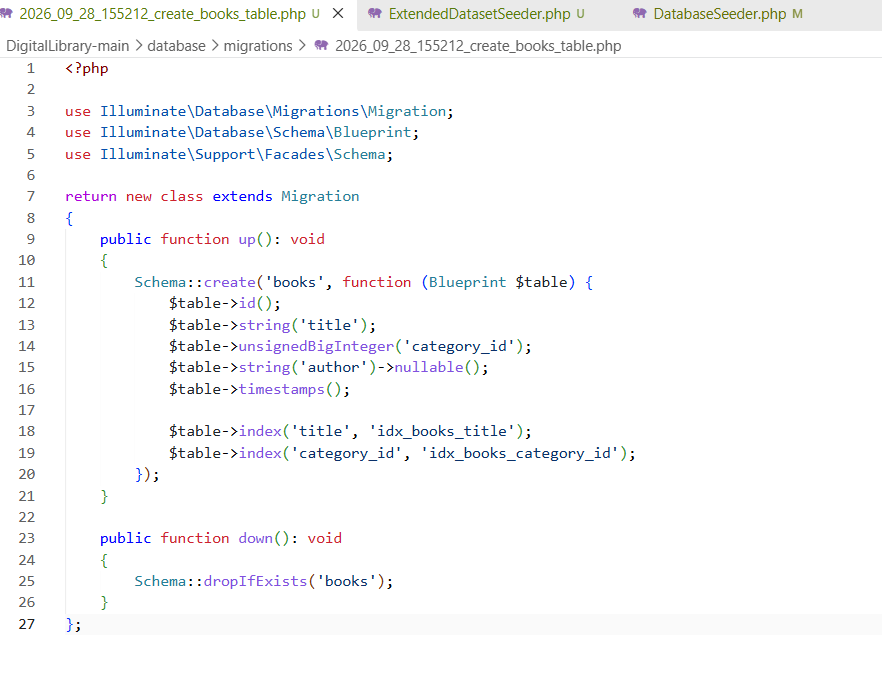 2026_09_28_155212_create_books_table.php U × ExtendedDatasetSeeder.php U DatabaseSeeder.php M
DigitalLibrary-main > database > migrations > 2026_09_28_155212_create_books_table.php
1 <?php
2
3 use Illuminate\Database\Migrations\Migration;
4 use Illuminate\Database\Schema\Blueprint;
5 use Illuminate\Support\Facades\Schema;
6
7 return new class extends Migration
8 {
9     public function up(): void
10     {
11         Schema::create('books', function (Blueprint $table) {
12             $table->id();
13             $table->string('title');
14             $table->unsignedBigInteger('category_id');
15             $table->string('author')->nullable();
16             $table->timestamps();
17
18             $table->index('title', 'idx_books_title');
19             $table->index('category_id', 'idx_books_category_id');
20         });
21     }
22
23     public function down(): void
24     {
25         Schema::dropIfExists('books');
26     }
27 };